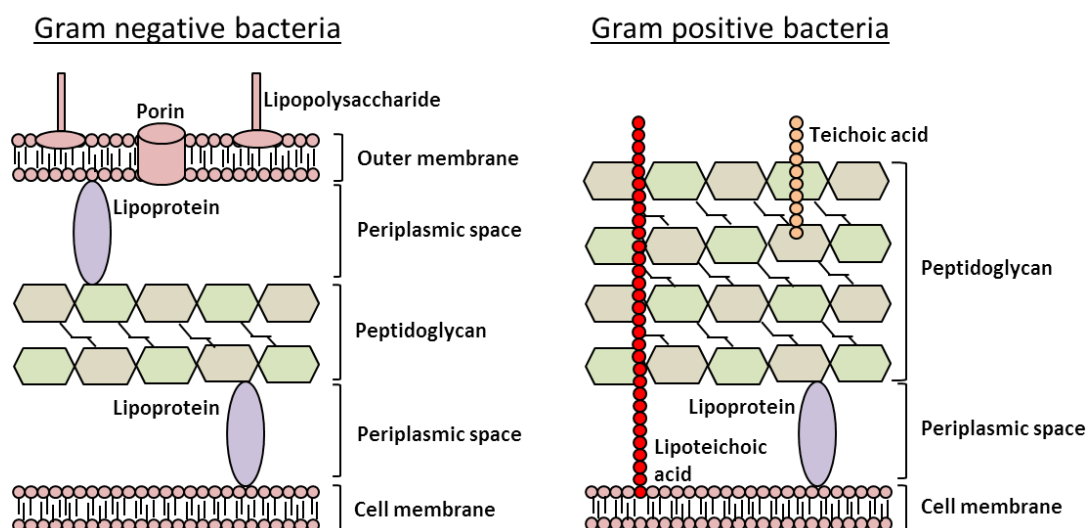 Gram negative bacteria
Lipopolysaccharide
Porin
Outer membrane
Lipoprotein
Periplasmic space
Peptidoglycan
Lipoprotein
Periplasmic space
Cell membrane
Gram positive bacteria
Teichoic acid
Peptidoglycan
Lipoprotein
Periplasmic space
Lipoteichoic
acid
Cell membrane